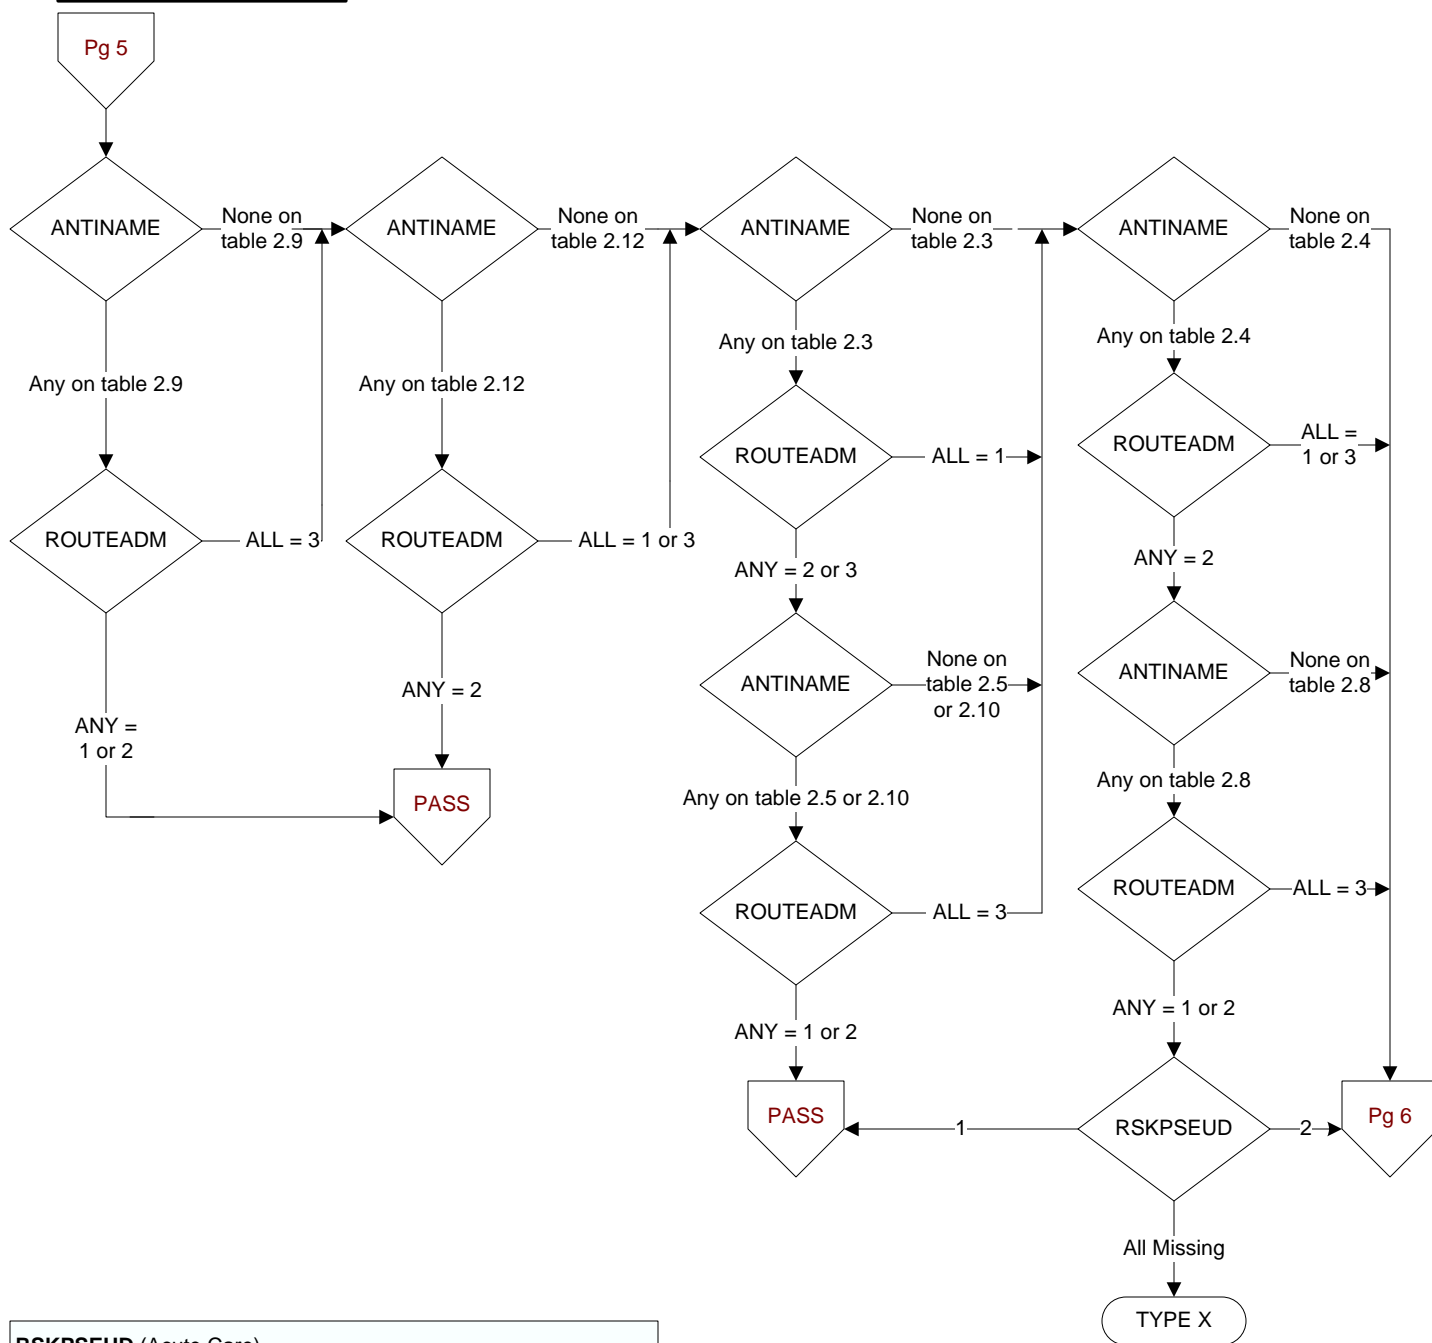 Pg 5
ANTINAME
None on
table 2.9
ANTINAME
None on
table 2.12
ANTINAME
None on
table 2.3
ANTINAME
None on
table 2.4
Any on table 2.9
Any on table 2.12
Any on table 2.3
Any on table 2.4
ROUTEADM
ALL = 3
ROUTEADM
ALL = 1 or 3
ROUTEADM
ALL = 1
ROUTEADM
ALL =
1 or 3
ANY =
1 or 2
ANY = 2
PASS
ANY = 2 or 3
ANY = 2
ANTINAME
None on
table 2.5
or 2.10
ANTINAME
None on
table 2.8
Any on table 2.5 or 2.10
Any on table 2.8
ROUTEADM
ALL = 3
ROUTEADM
ALL = 3
ANY = 1 or 2
ANY = 1 or 2
PASS
1
RSKPSEUD
2
Pg 6
All Missing
TYPE X
RSKPSEUD (Acute Care)